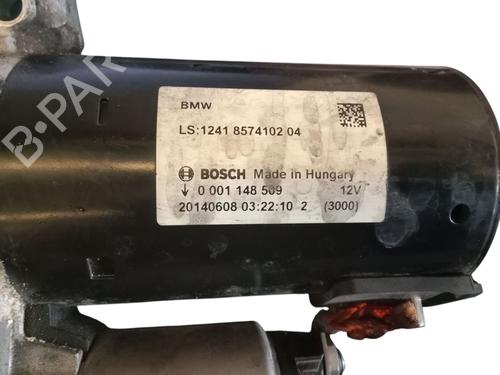 BMW
LS:1241 8574102 04
BOSCH Made in Hungary
0 001 148 509 12V
20140608 03:22:10 2 (3000)
B-PARTS